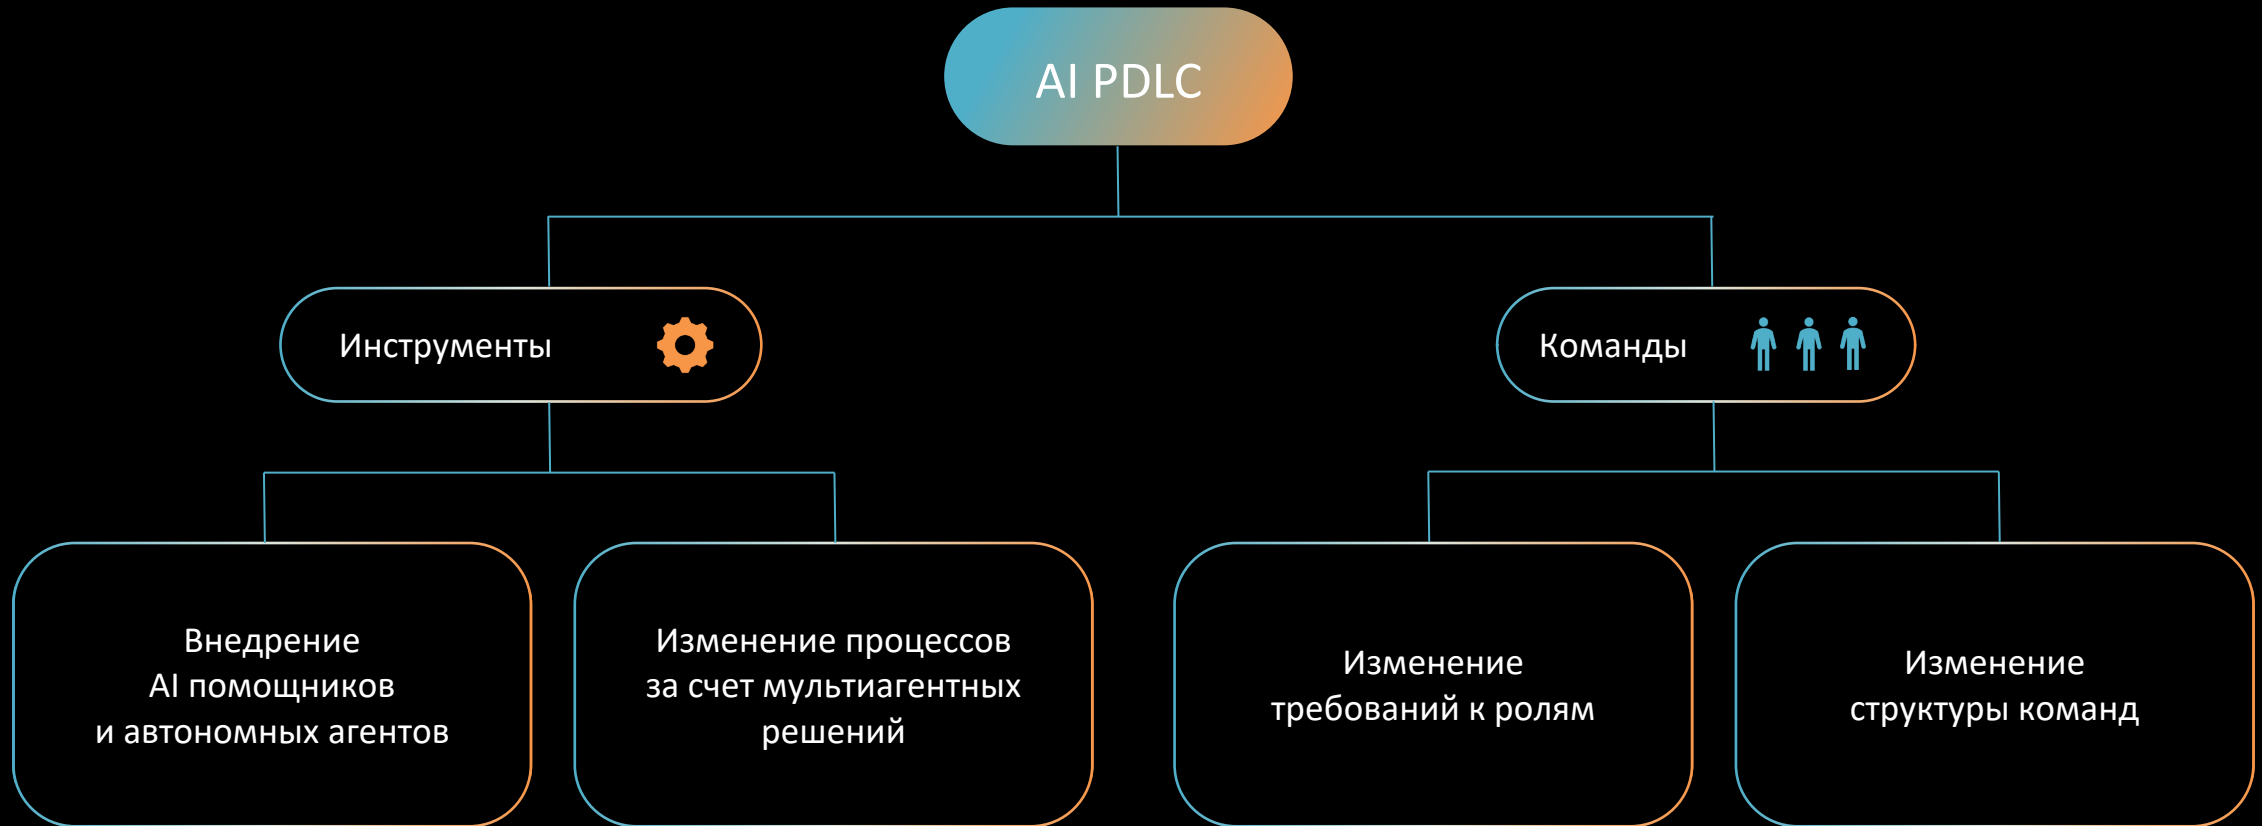 AI PDLC
Инструменты
Команды
Внедрение
AI помощников
и автономных агентов
Изменение процессов
за счет мультиагентных
решений
Изменение
требований к ролям
Изменение
структуры команд